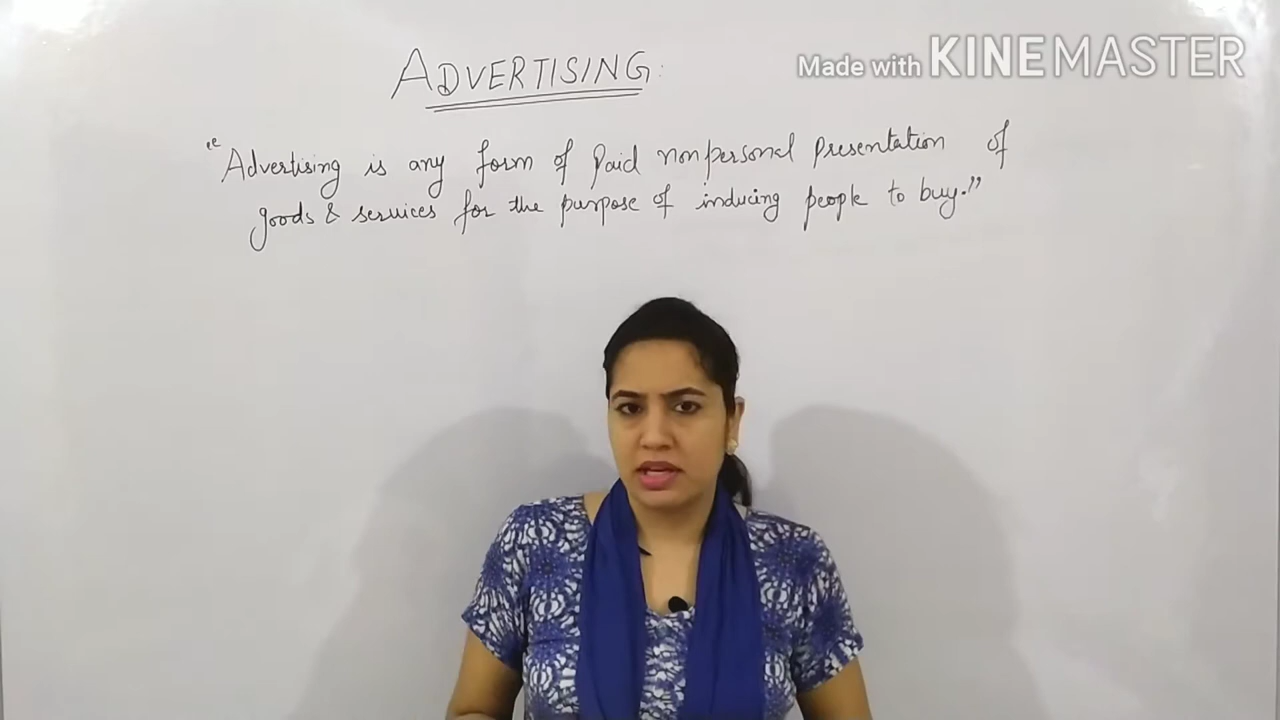 ADVERTISING:
Made with KINEMASTER
"Advertising is any form of Paid nonpersonal Presentation of
goods & services for the purpose of inducing people to buy."